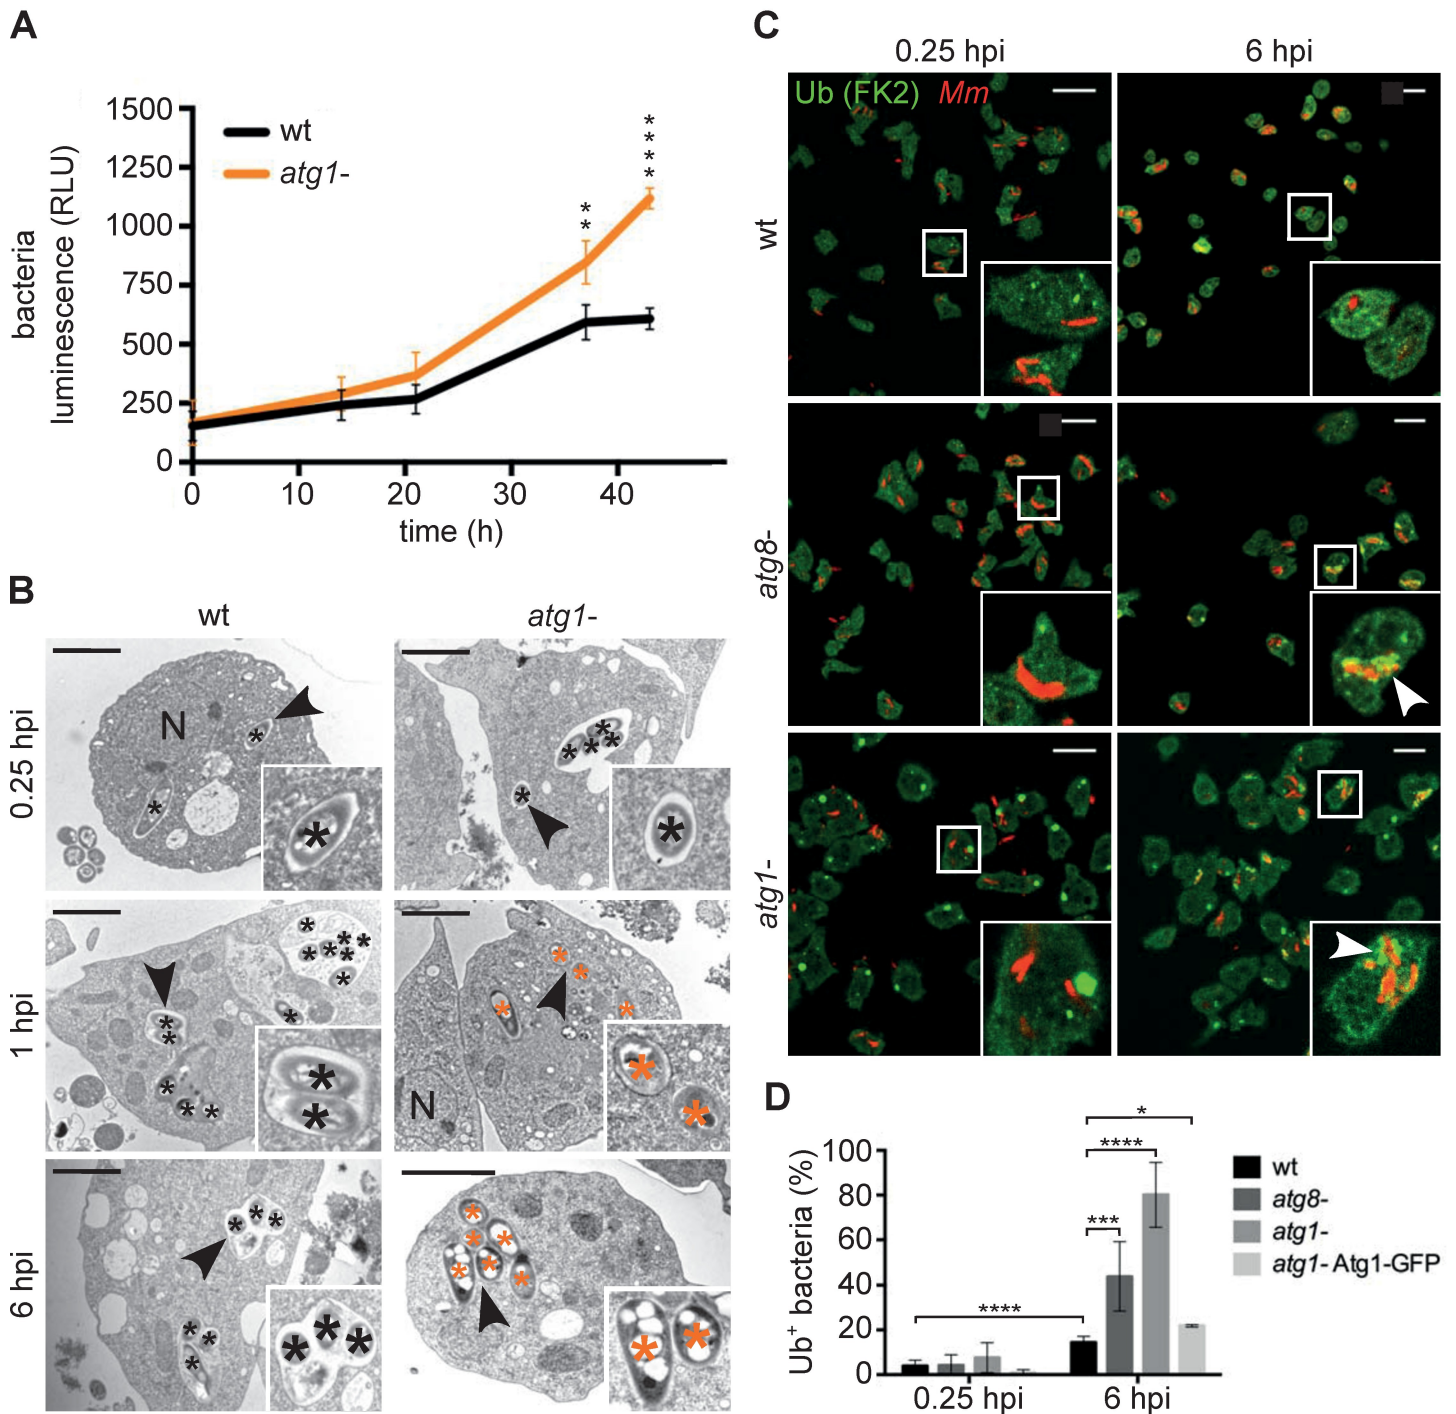 A
1500
1250
1000
750
500
250
0
bacteria
luminescence (RLU)
wt
atg1-
**
****
0 10 20 30 40
time (h)
B
wt atg1-
0.25 hpi
N
1 hpi
N
6 hpi
C
0.25 hpi 6 hpi
Ub (FK2) Mm
wt
atg8-
atg1-
D
Ub+ bacteria (%)
100
80
60
40
20
0
****
***
****
*
0.25 hpi 6 hpi
wt
atg8-
atg1-
atg1- Atg1-GFP